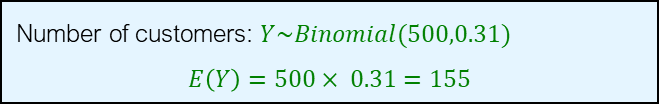 Number of customers: Y~Binomial(500,0.31)
E(Y) = 500 × 0.31 = 155